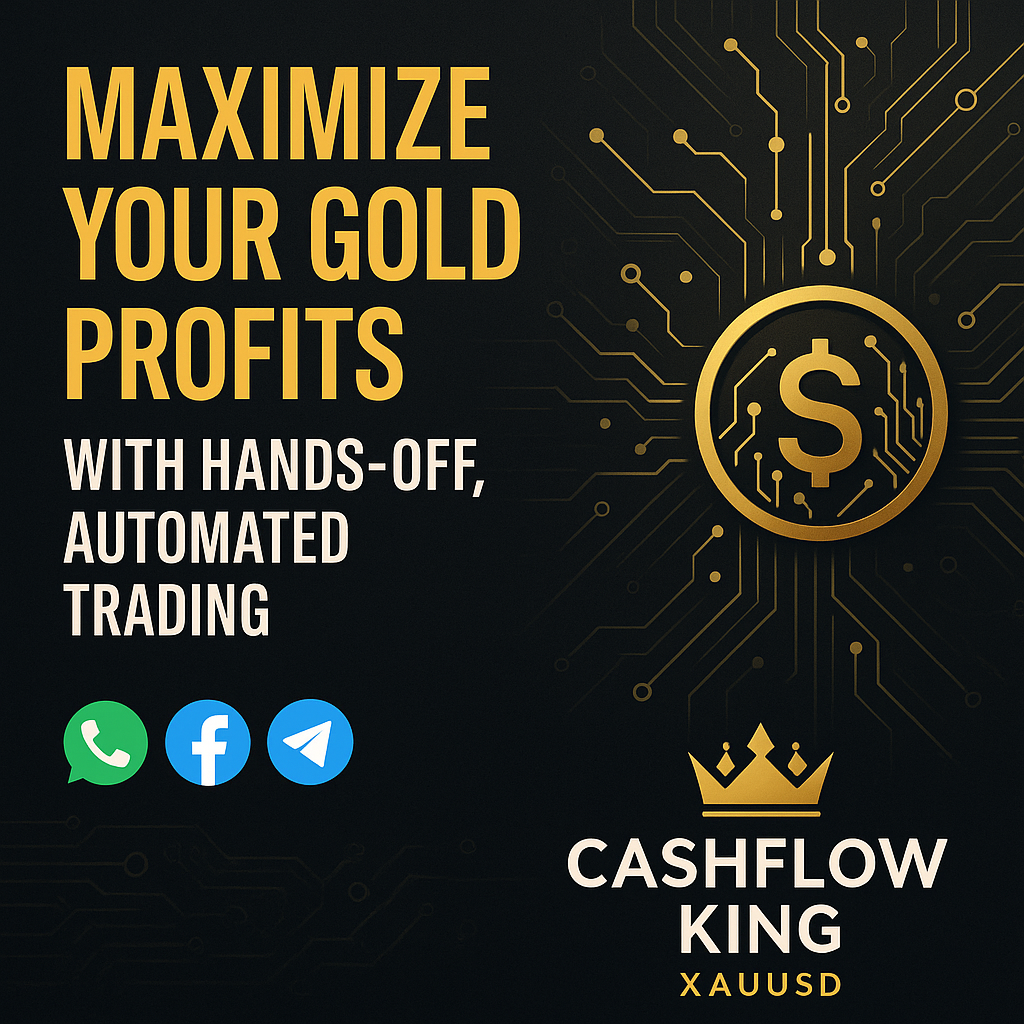 MAXIMIZE
YOUR GOLD
PROFITS
WITH HANDS-OFF,
AUTOMATED
TRADING
CASHFLOW
KING
XAUUSD